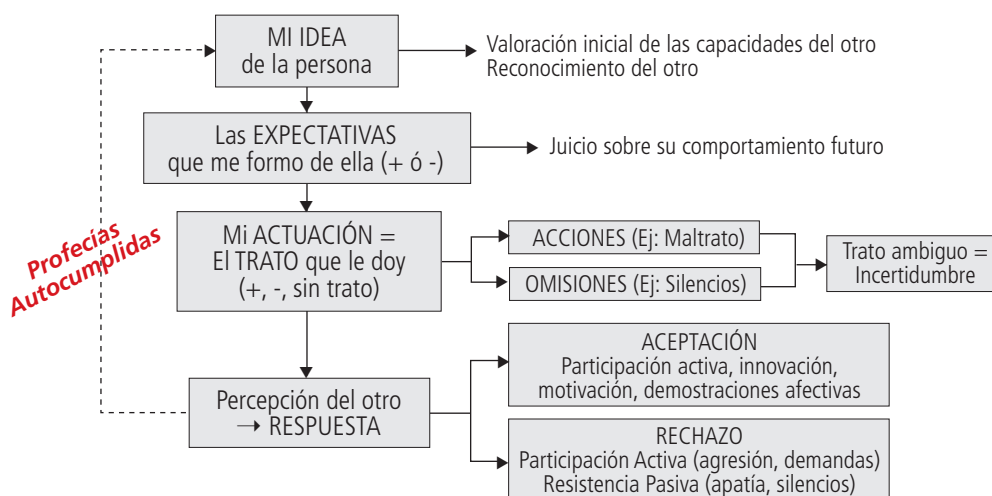 MI IDEA
de la persona
Valoración inicial de las capacidades del otro
Reconocimiento del otro
Las EXPECTATIVAS
que me formo de ella (+ ó -)
Juicio sobre su comportamiento futuro
Profecías
Autocumplidas
Mi ACTUACIÓN =
El TRATO que le doy
(+, -, sin trato)
ACCIONES (Ej: Maltrato)
OMISIONES (Ej: Silencios)
Trato ambiguo =
Incertidumbre
Percepción del otro
→ RESPUESTA
ACEPTACIÓN
Participación activa, innovación,
motivación, demostraciones afectivas
RECHAZO
Participación Activa (agresión, demandas)
Resistencia Pasiva (apatía, silencios)